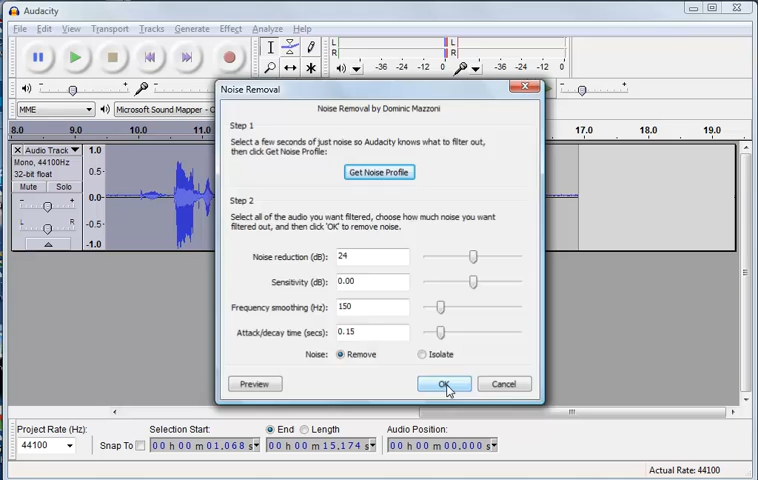 Audacity
File Edit View Transport Tracks Generate Effect Analyze Help
L
R
-36 -24 -12 0
-36 -24 -12 0
MME
Microsoft Sound Mapper - O
8.0 9.0 10.0 11.0 17.0 18.0 19.0
Audio Track
Mono, 44100Hz
32-bit float
Mute Solo
- +
L R
1.0
0.5
0.0
-0.5
-1.0
Noise Removal
Noise Removal by Dominic Mazzoni
Step 1
Select a few seconds of just noise so Audacity knows what to filter out,
then click Get Noise Profile:
Get Noise Profile
Step 2
Select all of the audio you want filtered, choose how much noise you want
filtered out, and then click 'OK' to remove noise.
Noise reduction (dB): 24
Sensitivity (dB): 0.00
Frequency smoothing (Hz): 150
Attack/decay time (secs): 0.15
Noise: Remove Isolate
Preview OK Cancel
Project Rate (Hz):
44100
Snap To
Selection Start:
00 h 00 m 01.068 s
End Length
00 h 00 m 15.174 s
Audio Position:
00 h 00 m 00.000 s
Actual Rate: 44100